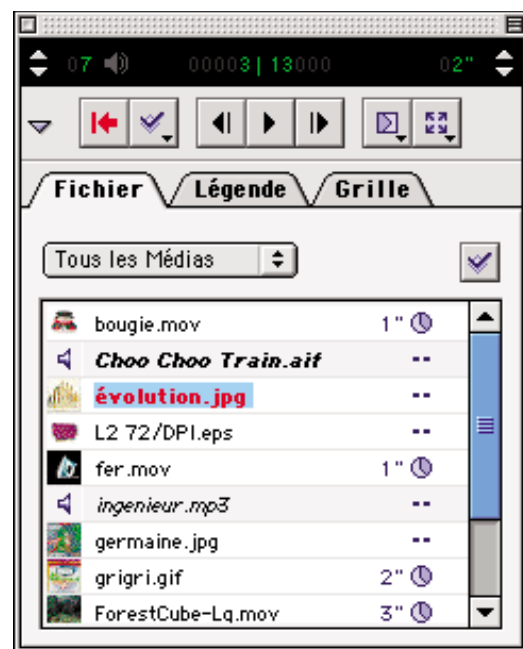 07 00003|13000 02"
Fichier Légende Grille
Tous les Médias
bougie.mov 1"
Choo Choo Train.aif --
évolution.jpg --
L2 72/DPI.eps --
fer.mov 1"
ingenieur.mp3 --
germaine.jpg --
grigri.gif 2"
ForestCube-Lq.mov 3"